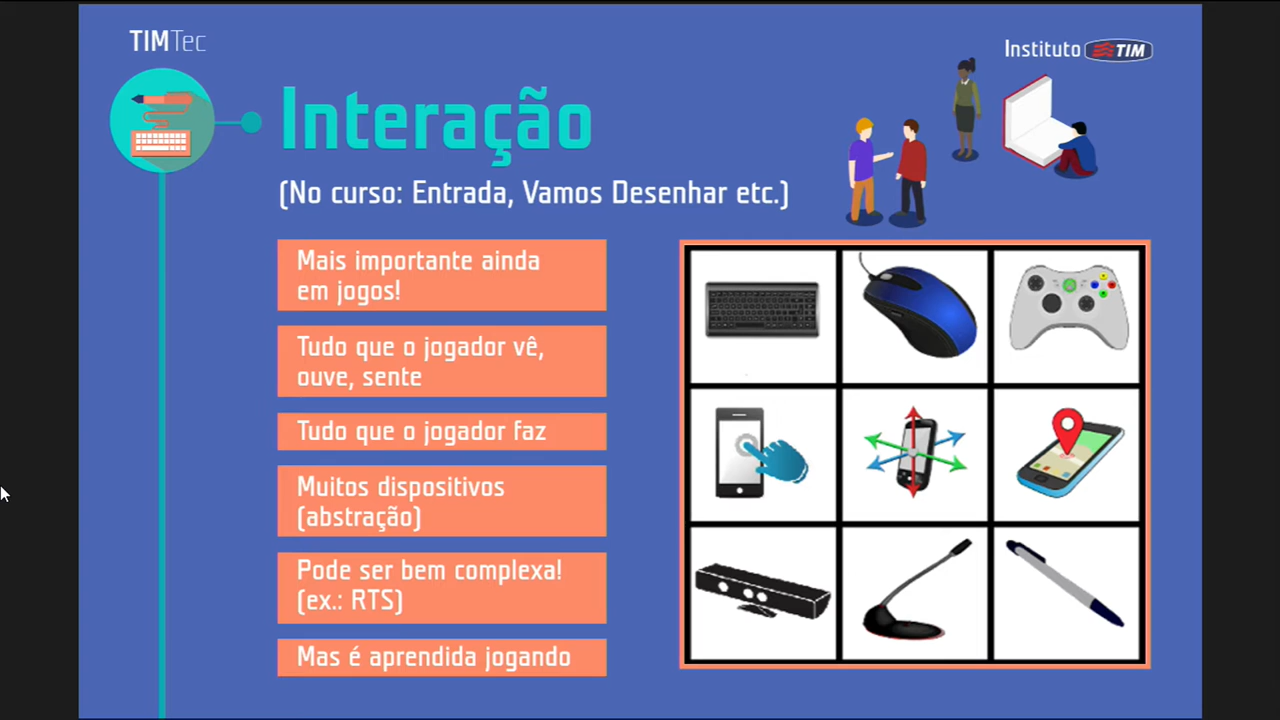 TIMTec
Instituto TIM
Interação
(No curso: Entrada, Vamos Desenhar etc.)
Mais importante ainda
em jogos!
Tudo que o jogador vê,
ouve, sente
Tudo que o jogador faz
Muitos dispositivos
(abstração)
Pode ser bem complexa!
(ex.: RTS)
Mas é aprendida jogando